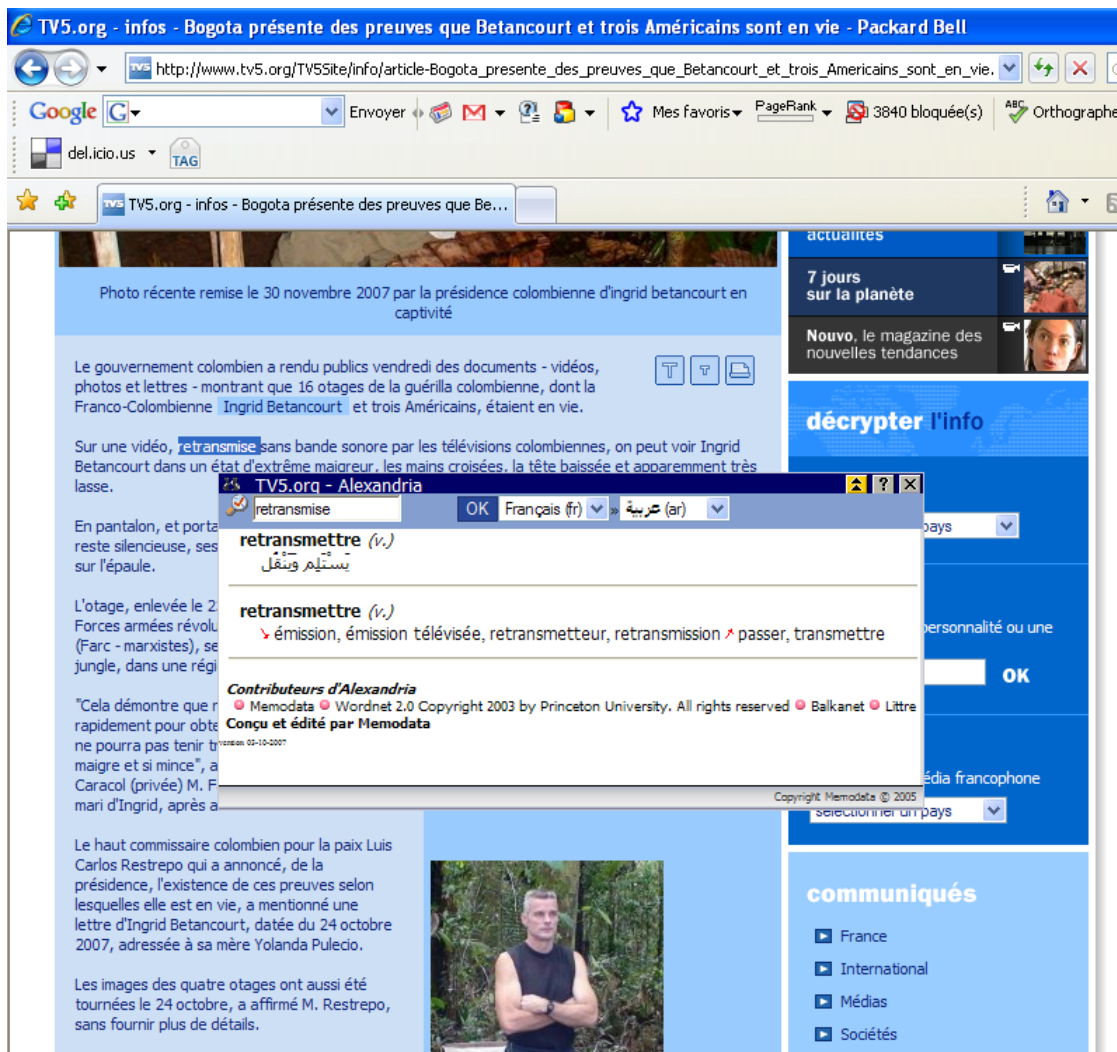 TV5.org - infos - Bogota présente des preuves que Betancourt et trois Américains sont en vie - Packard Bell
http://www.tv5.org/TV5Site/info/article-Bogota_presente_des_preuves_que_Betancourt_et_trois_Americains_sont_en_vie.
Google G Envoyer Mes favoris PageRank 3840 bloquée(s) ABC Orthographe
del.icio.us TAG
TV5 TV5.org - infos - Bogota présente des preuves que Be...
actualités
7 jours
sur la planète
Nouvo, le magazine des
nouvelles tendances
Photo récente remise le 30 novembre 2007 par la présidence colombienne d'ingrid betancourt en
captivité
Le gouvernement colombien a rendu publics vendredi des documents - vidéos,
photos et lettres - montrant que 16 otages de la guérilla colombienne, dont la
Franco-Colombienne Ingrid Betancourt et trois Américains, étaient en vie.
T T
Sur une vidéo, retransmise sans bande sonore par les télévisions colombiennes, on peut voir Ingrid
Betancourt dans un état d'extrême maigreur, les mains croisées, la tête baissée et apparemment très
lasse.
En pantalon, et porta
reste silencieuse, ses
sur l'épaule.
L'otage, enlevée le 2
Forces armées révolu
(Farc - marxistes), se
jungle, dans une régi
"Cela démontre que r
rapidement pour obte
ne pourra pas tenir tr
maigre et si mince", a
Caracol (privée) M. F
mari d'Ingrid, après a
TV5.org - Alexandria ? X
retransmise OK Français (fr) » عربية (ar)
retransmettre (v.)
يَسْتَلِم وَيَنْقُل
retransmettre (v.)
émission, émission télévisée, retransmetteur, retransmission passer, transmettre
Contributeurs d'Alexandria
Memodata Wordnet 2.0 Copyright 2003 by Princeton University. All rights reserved Balkanet Littre
Conçu et édité par Memodata
version 03-10-2007
Copyright Memodata © 2005
décrypter l'info
pays
personnalité ou une
OK
édia francophone
sélectionner un pays
Le haut commissaire colombien pour la paix Luis
Carlos Restrepo qui a annoncé, de la
présidence, l'existence de ces preuves selon
lesquelles elle est en vie, a mentionné une
lettre d'Ingrid Betancourt, datée du 24 octobre
2007, adressée à sa mère Yolanda Pulecio.
Les images des quatre otages ont aussi été
tournées le 24 octobre, a affirmé M. Restrepo,
sans fournir plus de détails.
communiqués
France
International
Médias
Sociétés